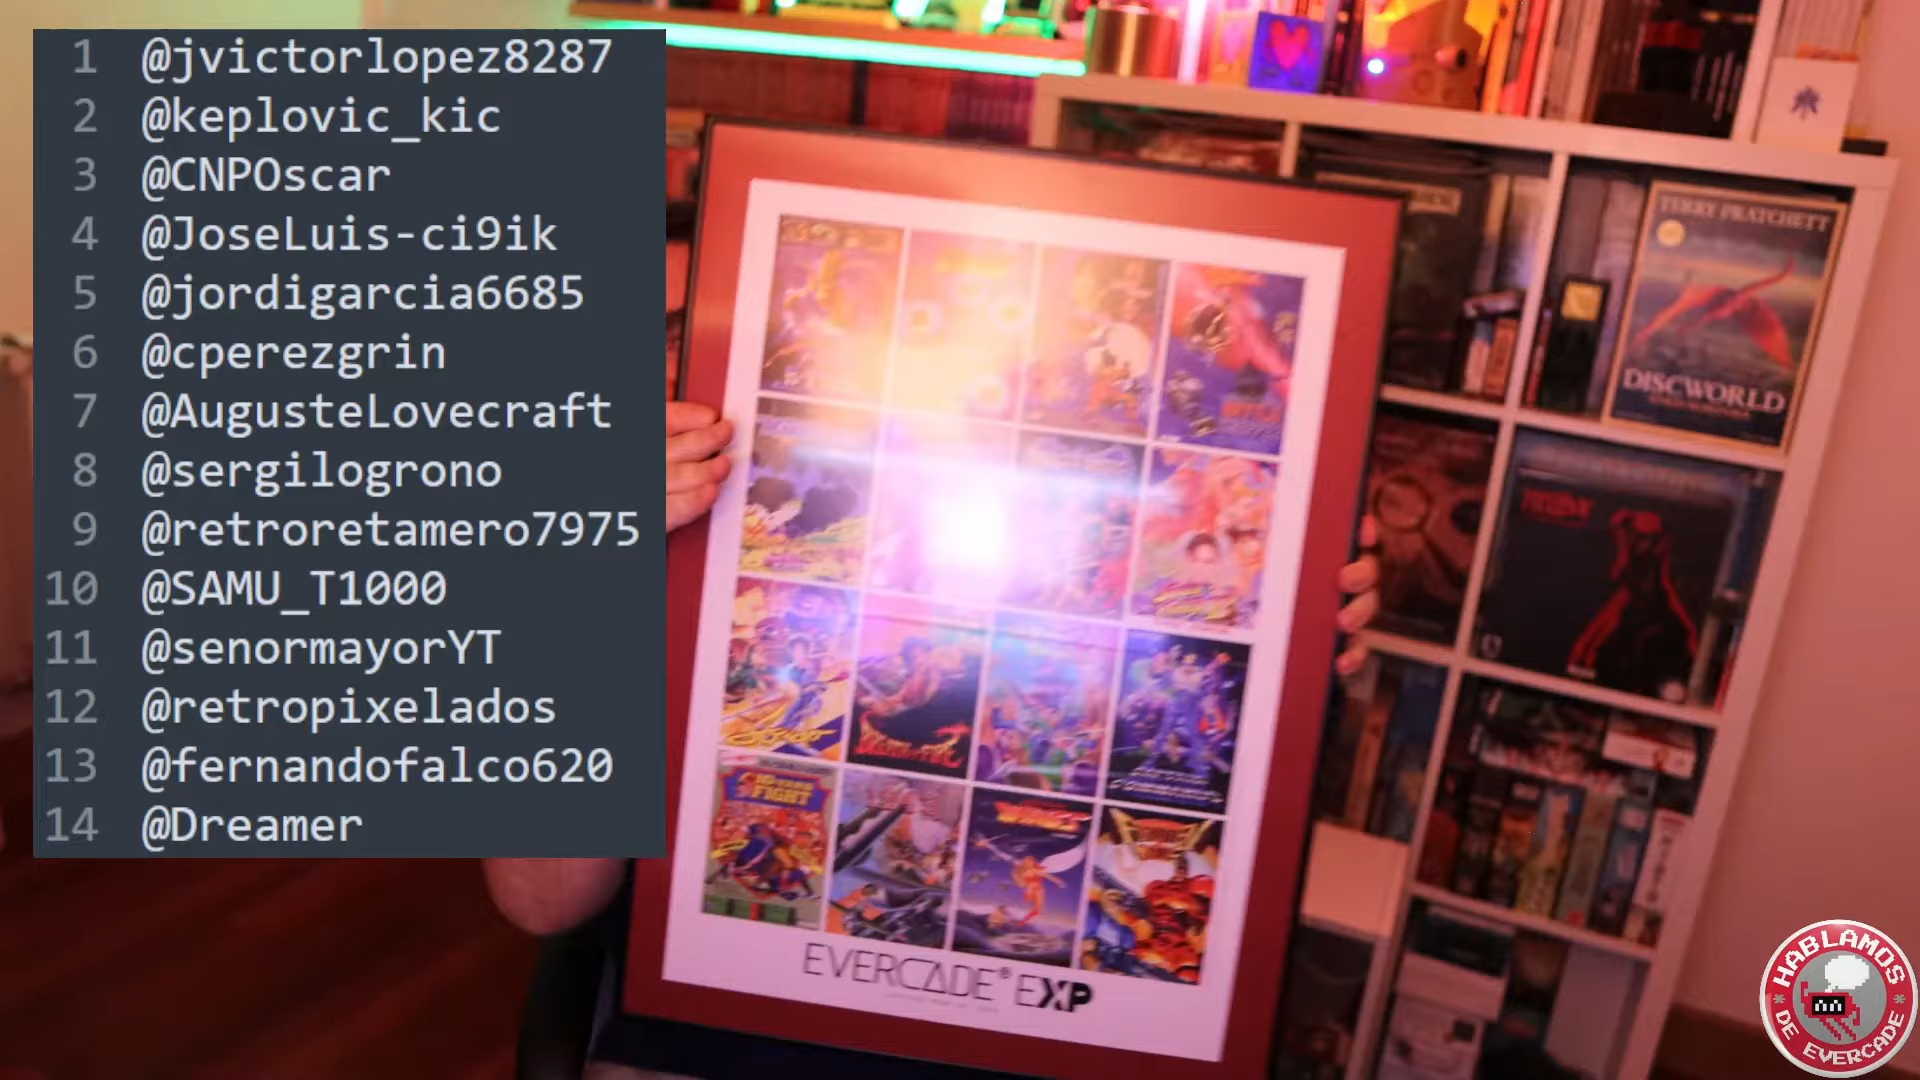 1 @jvictorlopez8287
2 @keplovic_kic
3 @CNPOscar
4 @JoseLuis-ci9ik
5 @jordigarcia6685
6 @cperezgrin
7 @AugusteLovecraft
8 @sergilogrono
9 @retroretamero7975
10 @SAMU_T1000
11 @senormayorYT
12 @retropixelados
13 @fernandofalco620
14 @Dreamer
TERRY PRATCHETT
DISCWORLD
FIGHT
EVERCADE® EXP
HABLAMOS
DE EVERCADE